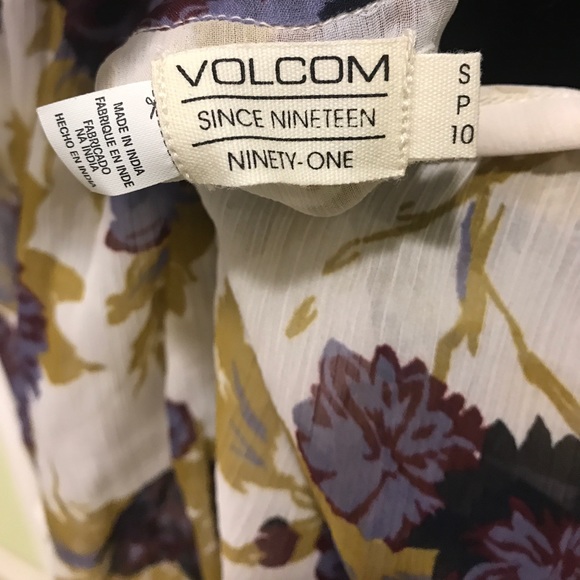 VOLCOM
SINCE NINETEEN
NINETY-ONE
S
P
10
MADE IN INDIA
FABRIQUE EN INDE
FABRICADO
NA INDIA
HECHO EN INDIA